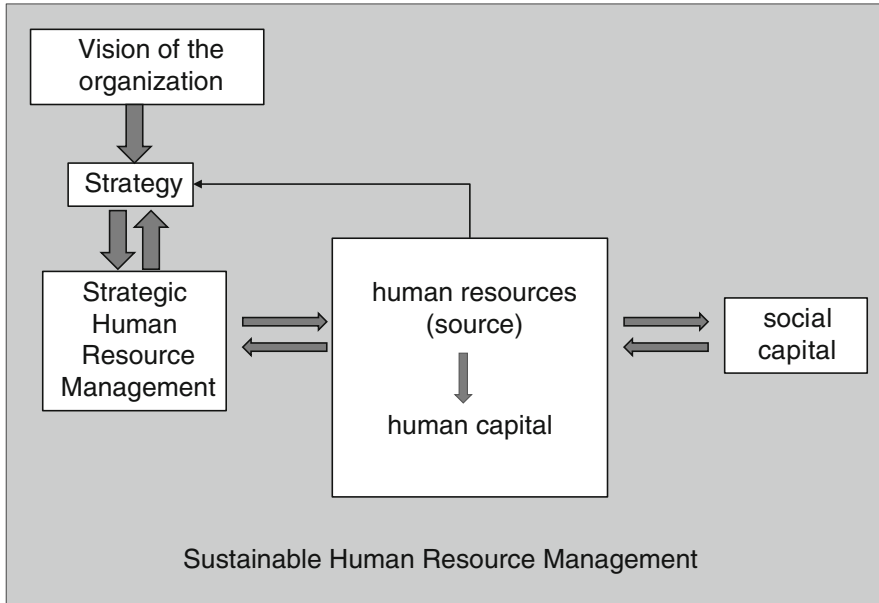 Vision of the
organization
Strategy
Strategic
Human
Resource
Management
human resources
(source)
human capital
social
capital
Sustainable Human Resource Management